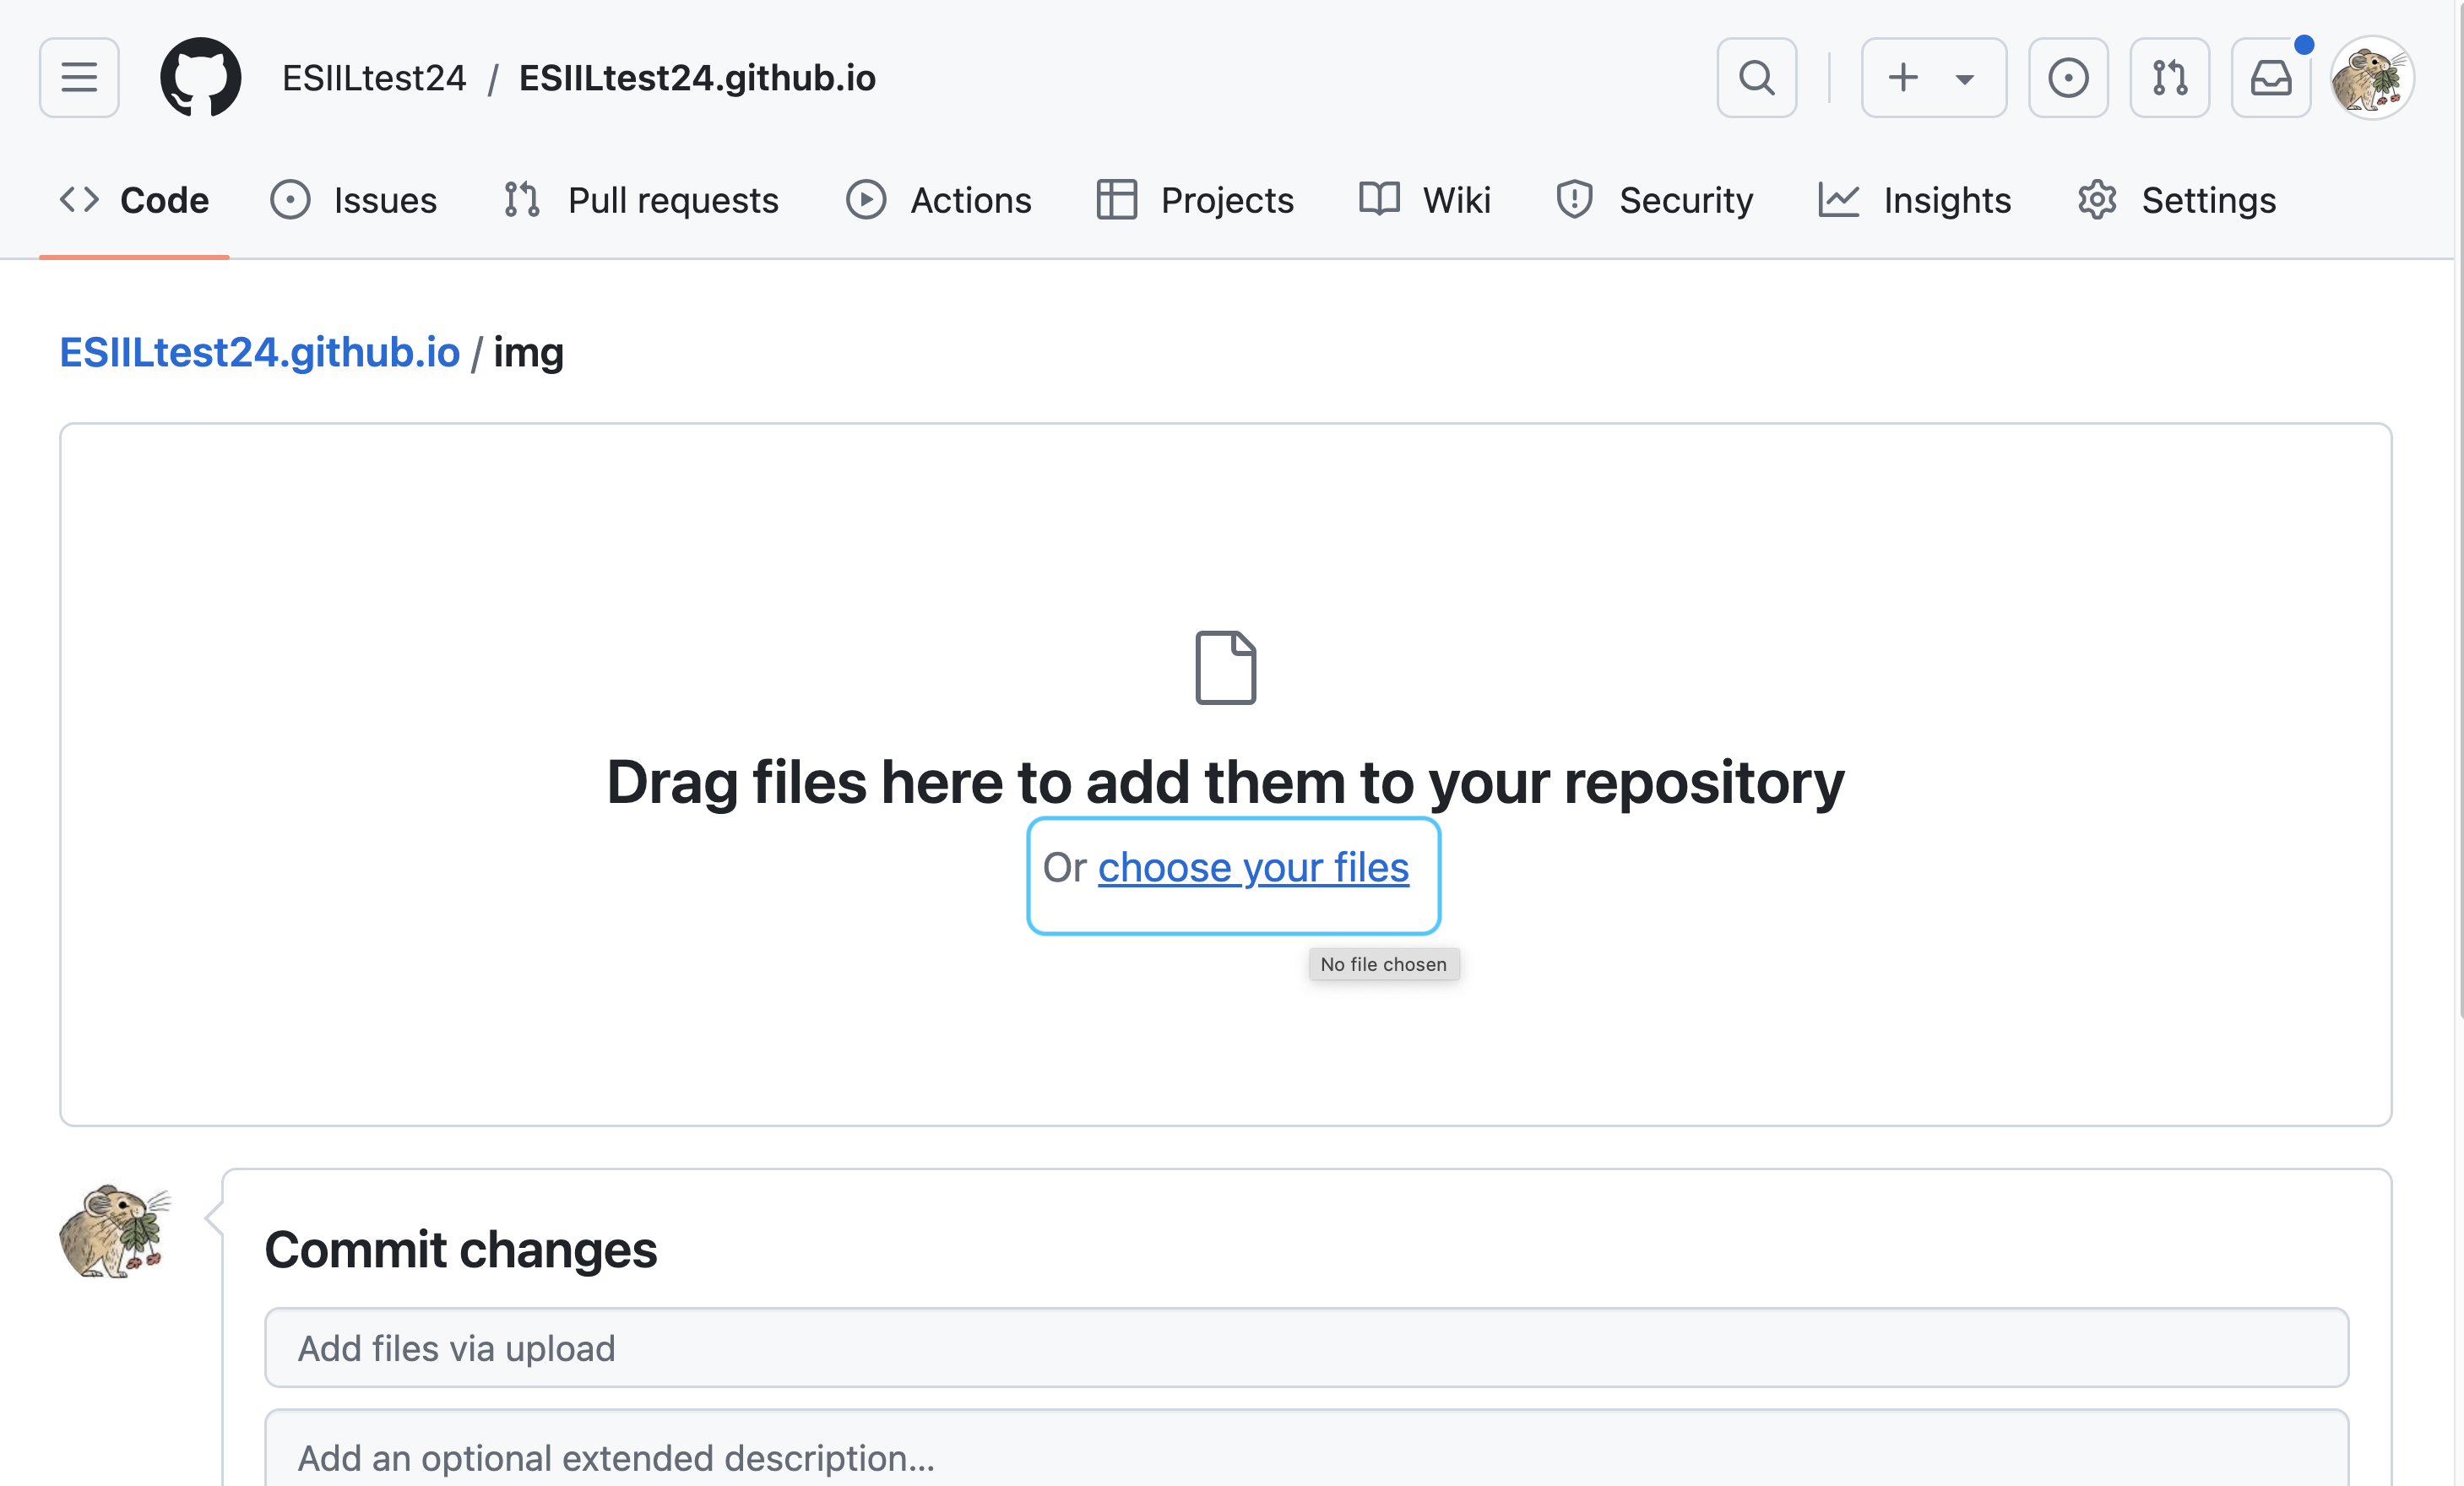 ESIILtest24 / ESIILtest24.github.io
Code Issues Pull requests Actions Projects Wiki Security Insights Settings
ESIILtest24.github.io / img
Drag files here to add them to your repository
Or choose your files
No file chosen
Commit changes
Add files via upload
Add an optional extended description...